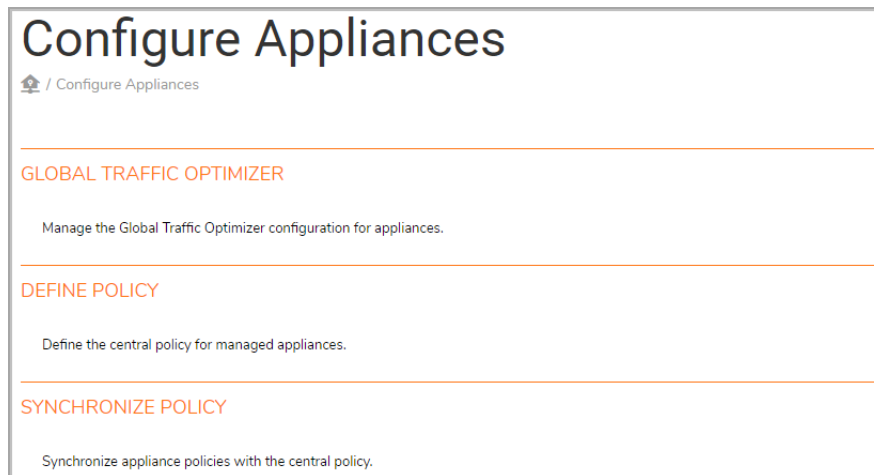 Configure Appliances
/ Configure Appliances
GLOBAL TRAFFIC OPTIMIZER
Manage the Global Traffic Optimizer configuration for appliances.
DEFINE POLICY
Define the central policy for managed appliances.
SYNCHRONIZE POLICY
Synchronize appliance policies with the central policy.